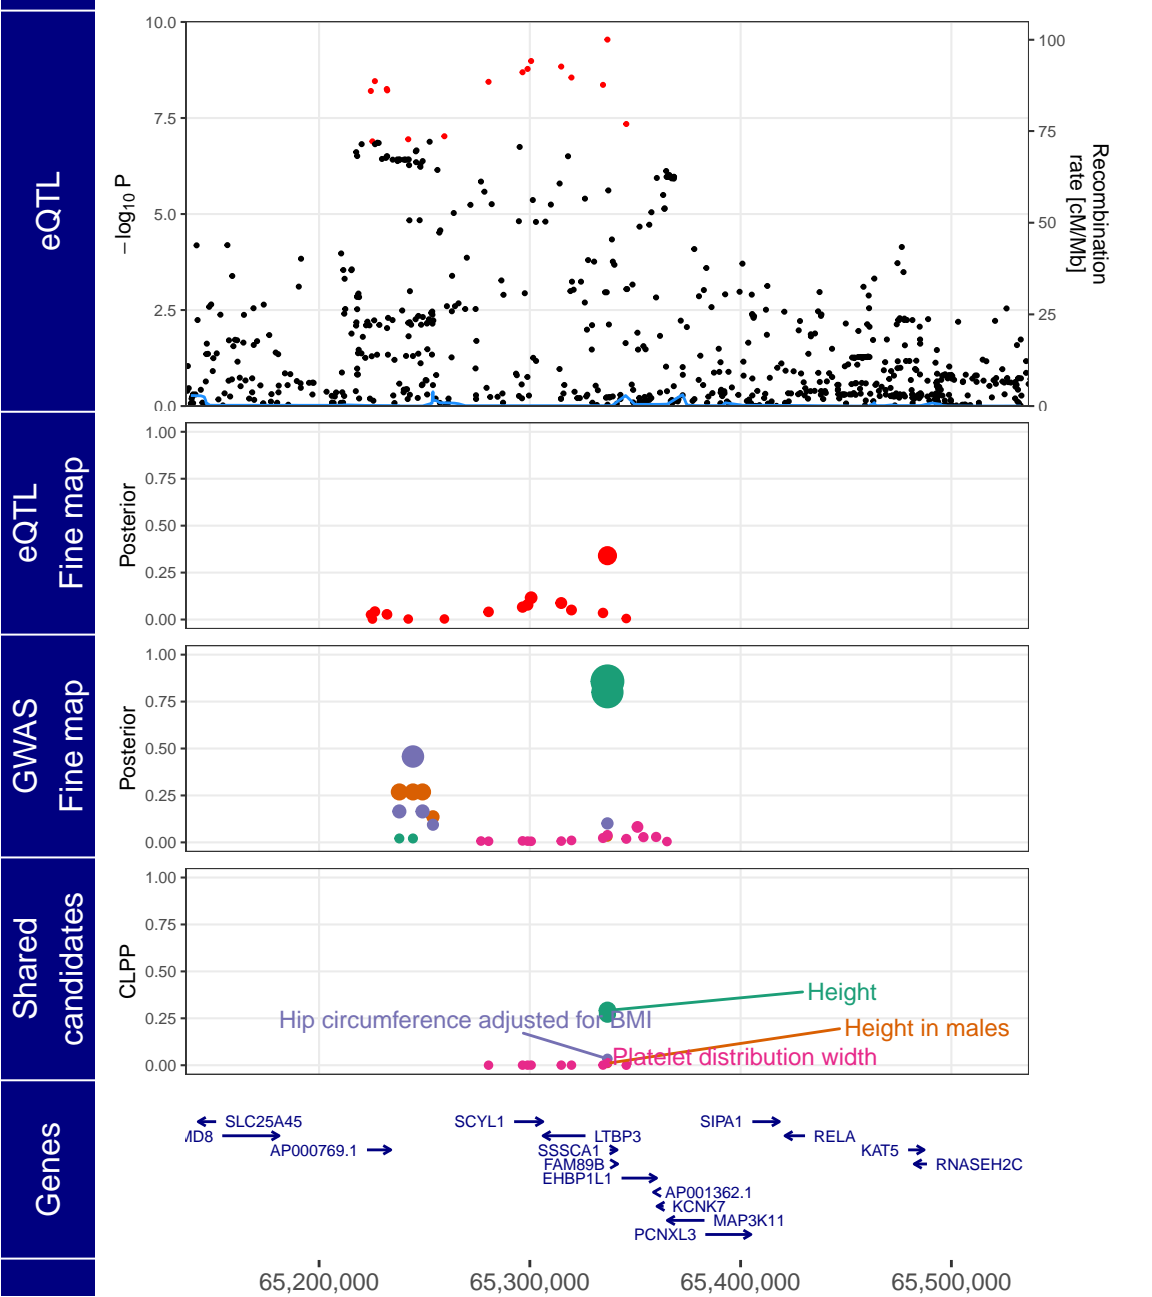 eQTL
10.0
7.5
5.0
2.5
0.0
−log10 P
100
75
50
25
0
Recombination
rate [cM/Mb]
eQTL
Fine map
1.00
0.75
0.50
0.25
0.00
Posterior
GWAS
Fine map
1.00
0.75
0.50
0.25
0.00
Posterior
Shared
candidates
1.00
0.75
0.50
0.25
0.00
CLPP
Height
Hip circumference adjusted for BMI
Height in males
Platelet distribution width
Genes
SLC25A45
SCYL1
SIPA1
MD8
LTBP3
RELA
AP000769.1
SSSCA1
KAT5
FAM89B
RNASEH2C
EHBP1L1
AP001362.1
KCNK7
MAP3K11
PCNXL3
65,200,000
65,300,000
65,400,000
65,500,000